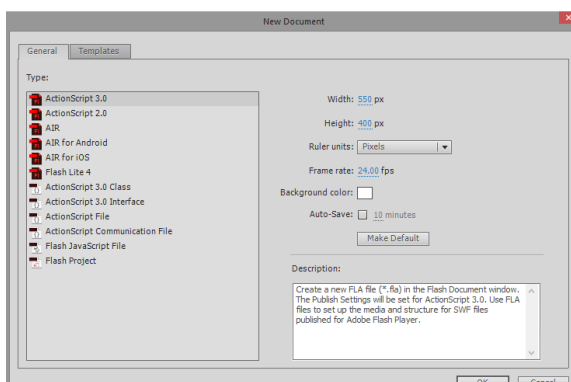 New Document
General
Templates
Type:
ActionScript 3.0
ActionScript 2.0
AIR
AIR for Android
AIR for iOS
Flash Lite 4
ActionScript 3.0 Class
ActionScript 3.0 Interface
ActionScript File
ActionScript Communication File
Flash JavaScript File
Flash Project
Width: 550 px
Height: 400 px
Ruler units: Pixels
Frame rate: 24.00 fps
Background color:
Auto-Save: 10 minutes
Make Default
Description:
Create a new FLA file (*.fla) in the Flash Document window.
The Publish Settings will be set for ActionScript 3.0. Use FLA
files to set up the media and structure for SWF files
published for Adobe Flash Player.
OK
Cancel